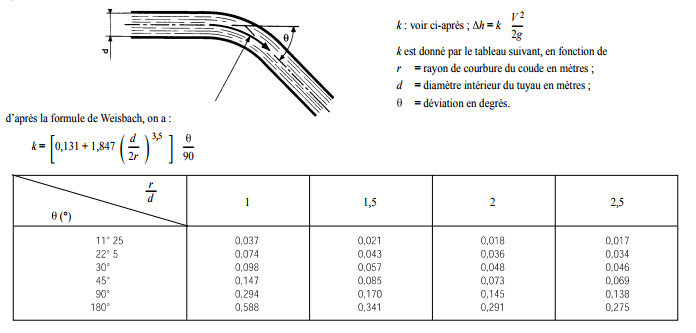 d
θ
k : voir ci-après ; Δh = k V² / 2g
k est donné par le tableau suivant, en fonction de
r = rayon de courbure du coude en mètres ;
d = diamètre intérieur du tuyau en mètres ;
θ = déviation en degrés.
d'après la formule de Weisbach, on a :
k = [ 0,131 + 1,847 ( d / 2r ) 3,5 ] θ / 90
r / d
θ (°) 1 1,5 2 2,5
11° 25 0,037 0,021 0,018 0,017
22° 5 0,074 0,043 0,036 0,034
30° 0,098 0,057 0,048 0,046
45° 0,147 0,085 0,073 0,069
90° 0,294 0,170 0,145 0,138
180° 0,588 0,341 0,291 0,275